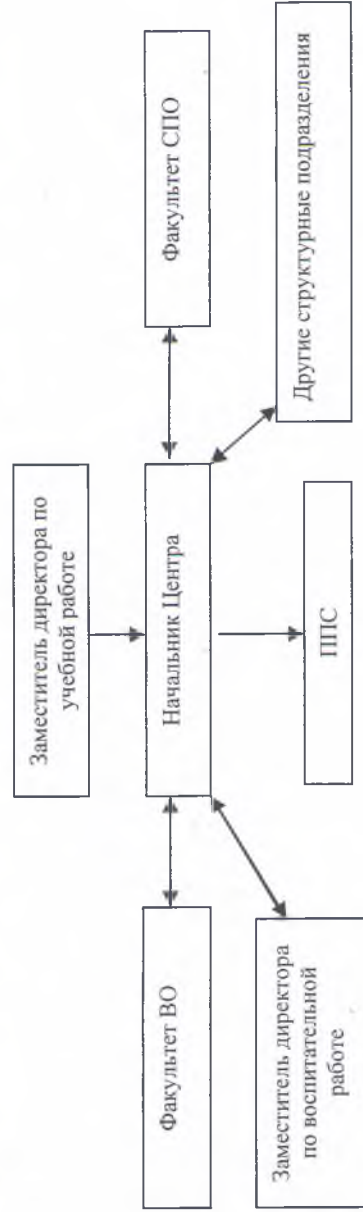 Заместитель директора по
учебной работе
Факультет ВО
Начальник Центра
Факультет СПО
Заместитель директора
по воспитательной
работе
ППС
Другие структурные подразделения